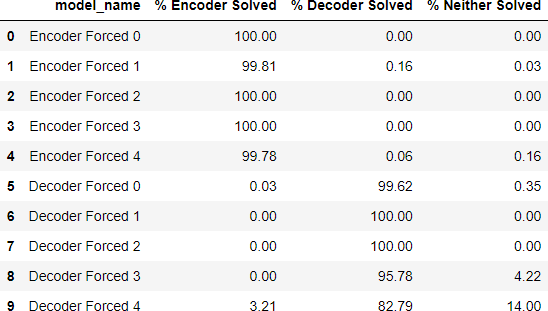 model_name % Encoder Solved % Decoder Solved % Neither Solved
0 Encoder Forced 0 100.00 0.00 0.00
1 Encoder Forced 1 99.81 0.16 0.03
2 Encoder Forced 2 100.00 0.00 0.00
3 Encoder Forced 3 100.00 0.00 0.00
4 Encoder Forced 4 99.78 0.06 0.16
5 Decoder Forced 0 0.03 99.62 0.35
6 Decoder Forced 1 0.00 100.00 0.00
7 Decoder Forced 2 0.00 100.00 0.00
8 Decoder Forced 3 0.00 95.78 4.22
9 Decoder Forced 4 3.21 82.79 14.00